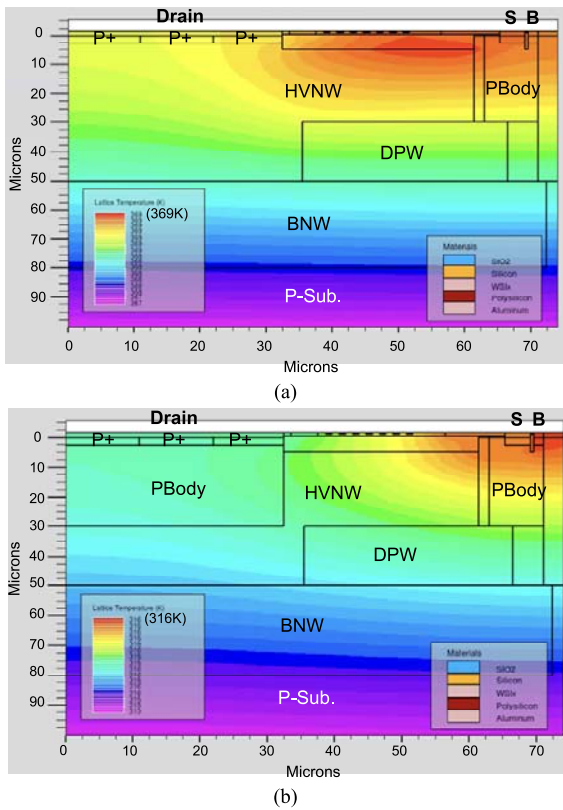 Drain
S B
P+ P+ P+
HVNW
PBody
DPW
BNW
P-Sub.
Lattice Temperature (K)
(369K)
Materials
SiO2
Silicon
WSix
Polysilicon
Aluminum
0
10
20
30
40
50
60
70
80
90
Microns
0 10 20 30 40 50 60 70
Microns
(a)
Drain
S B
P+ P+ P+
PBody
HVNW
PBody
DPW
BNW
P-Sub.
Lattice Temperature (K)
(316K)
Materials
SiO2
Silicon
WSix
Polysilicon
Aluminum
0
10
20
30
40
50
60
70
80
90
Microns
0 10 20 30 40 50 60 70
Microns
(b)